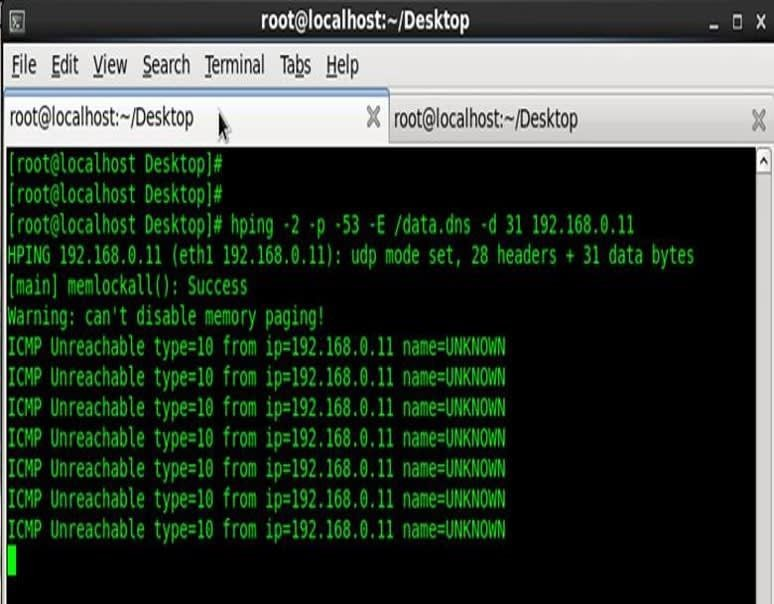 root@localhost:~/Desktop
File Edit View Search Terminal Tabs Help
root@localhost:~/Desktop root@localhost:~/Desktop
[root@localhost Desktop]#
[root@localhost Desktop]#
[root@localhost Desktop]# hping -2 -p -53 -E /data.dns -d 31 192.168.0.11
HPING 192.168.0.11 (eth1 192.168.0.11): udp mode set, 28 headers + 31 data bytes
[main] memlockall(): Success
Warning: can't disable memory paging!
ICMP Unreachable type=10 from ip=192.168.0.11 name=UNKNOWN
ICMP Unreachable type=10 from ip=192.168.0.11 name=UNKNOWN
ICMP Unreachable type=10 from ip=192.168.0.11 name=UNKNOWN
ICMP Unreachable type=10 from ip=192.168.0.11 name=UNKNOWN
ICMP Unreachable type=10 from ip=192.168.0.11 name=UNKNOWN
ICMP Unreachable type=10 from ip=192.168.0.11 name=UNKNOWN
ICMP Unreachable type=10 from ip=192.168.0.11 name=UNKNOWN